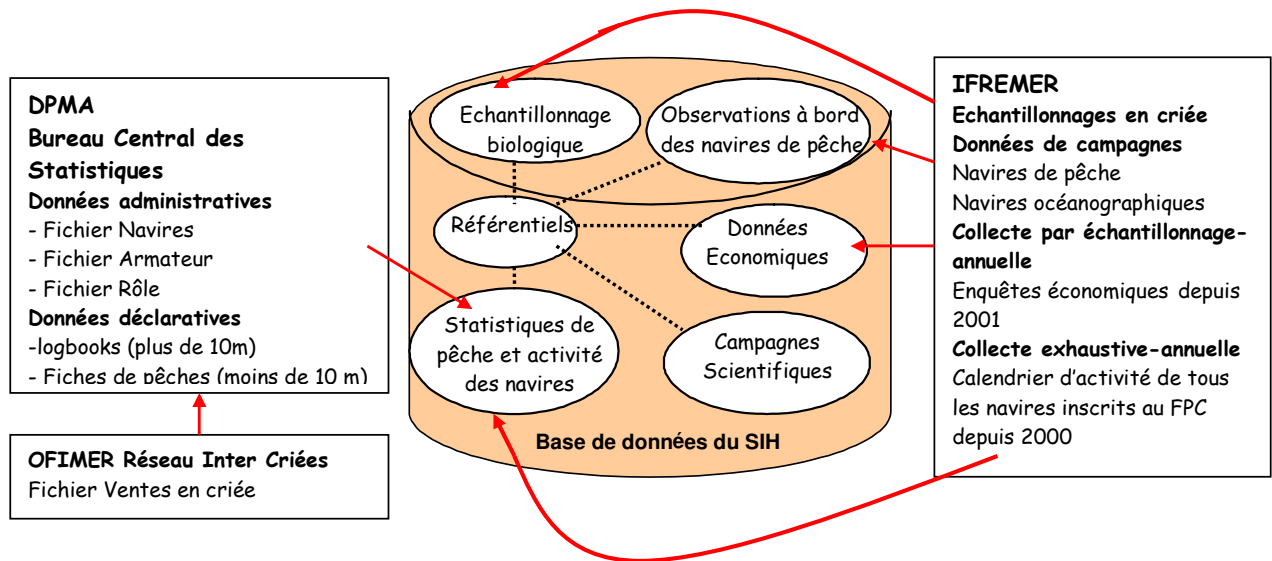 DPMA
Bureau Central des
Statistiques
Données administratives
- Fichier Navires
- Fichier Armateur
- Fichier Rôle
Données déclaratives
-logbooks (plus de 10m)
- Fiches de pêches (moins de 10 m)
OFIMER Réseau Inter Criées
Fichier Ventes en criée
Echantillonnage
biologique
Observations à bord
des navires de pêche
Référentiels
Données
Economiques
Statistiques de
pêche et activité
des navires
Campagnes
Scientifiques
Base de données du SIH
IFREMER
Echantillonnages en criée
Données de campagnes
Navires de pêche
Navires océanographiques
Collecte par échantillonnage-
annuelle
Enquêtes économiques depuis
2001
Collecte exhaustive-annuelle
Calendrier d'activité de tous
les navires inscrits au FPC
depuis 2000